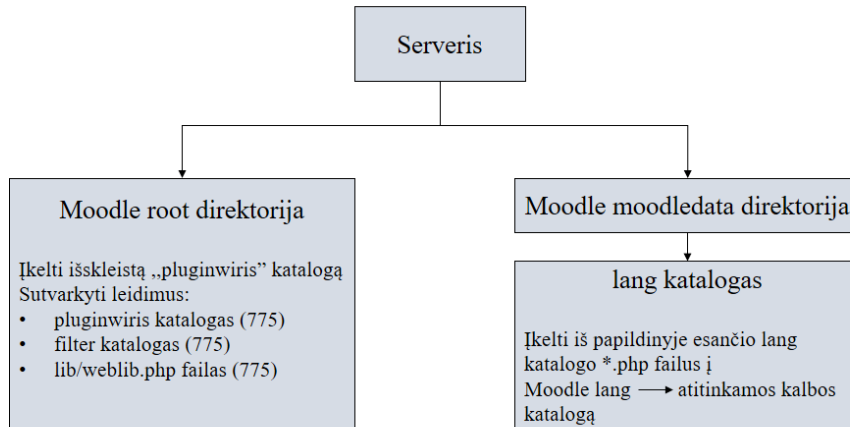 Serveris
Moodle root direktorija
Įkelti išskleistą ,,pluginwiris” katalogą
Sutvarkyti leidimus:
• pluginwiris katalogas (775)
• filter katalogas (775)
• lib/weblib.php failas (775)
Moodle moodledata direktorija
lang katalogas
Įkelti iš papildinyje esančio lang
katalogo *.php failus į
Moodle lang ⟶ atitinkamos kalbos
katalogą